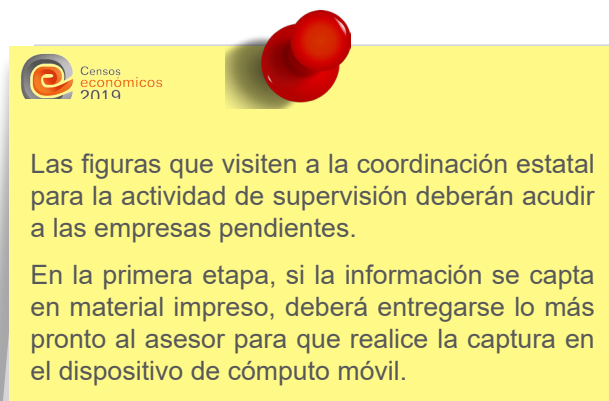 Censos
económicos
2019
Las figuras que visiten a la coordinación estatal
para la actividad de supervisión deberán acudir
a las empresas pendientes.
En la primera etapa, si la información se capta
en material impreso, deberá entregarse lo más
pronto al asesor para que realice la captura en
el dispositivo de cómputo móvil.